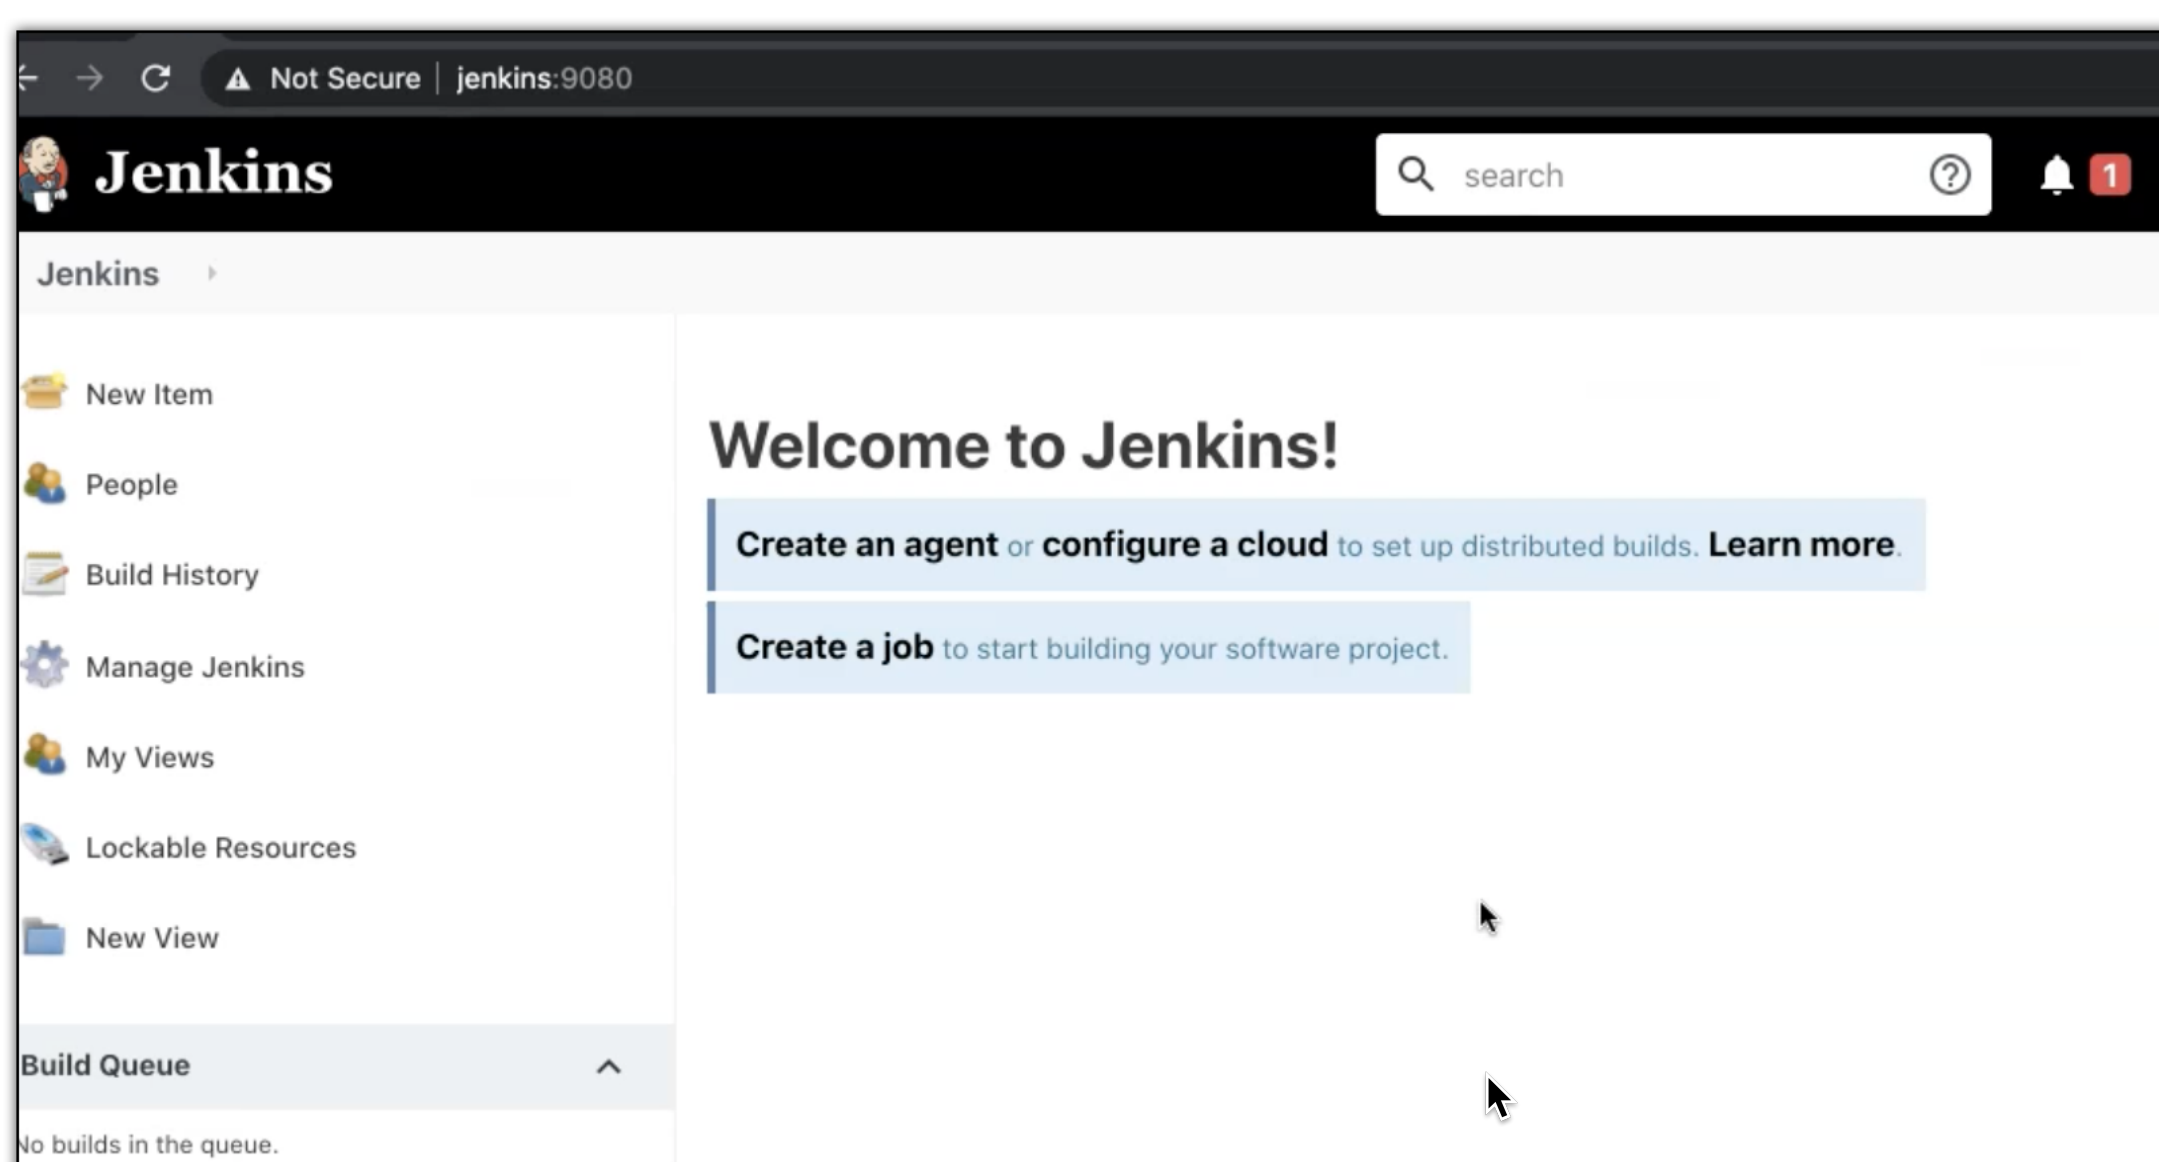 Not Secure | jenkins:9080
Jenkins
search
1
Jenkins
New Item
People
Build History
Manage Jenkins
My Views
Lockable Resources
New View
Build Queue
No builds in the queue.
Welcome to Jenkins!
Create an agent or configure a cloud to set up distributed builds. Learn more.
Create a job to start building your software project.